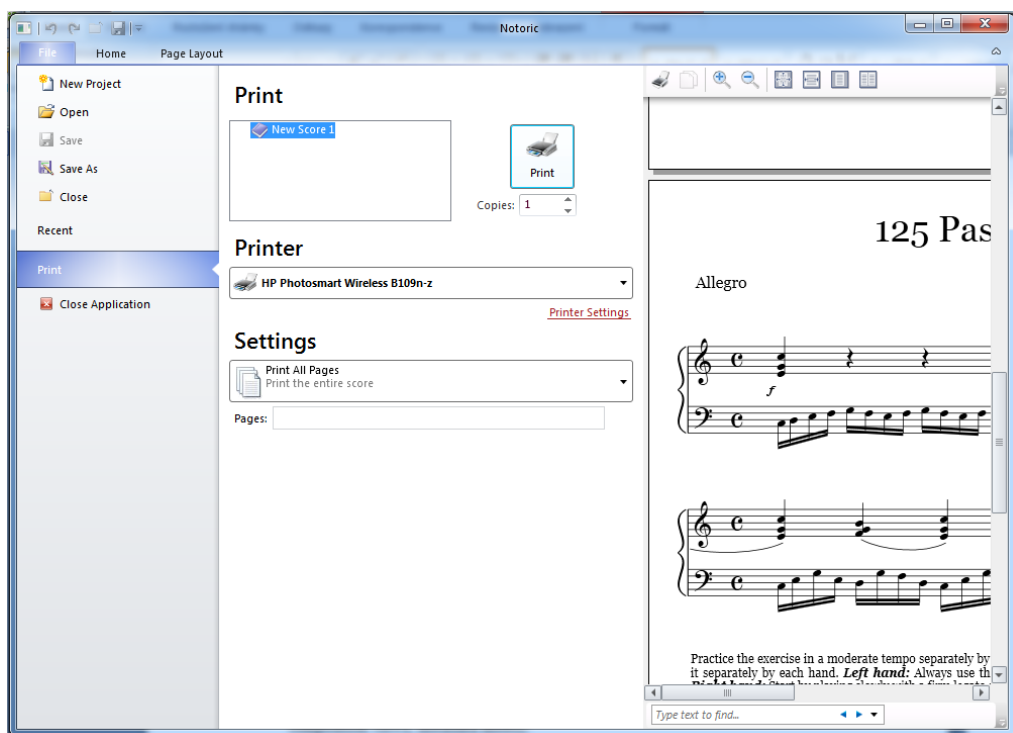 Notoric
File
Home
Page Layout
New Project
Open
Save
Save As
Close
Recent
Print
Close Application
Print
New Score 1
Print
Copies: 1
Printer
HP Photosmart Wireless B109n-z
Printer Settings
Settings
Print All Pages
Print the entire score
Pages:
125 Pas
Allegro
f
Practice the exercise in a moderate tempo separately by
it separately by each hand. Left hand: Always use th
Type text to find...